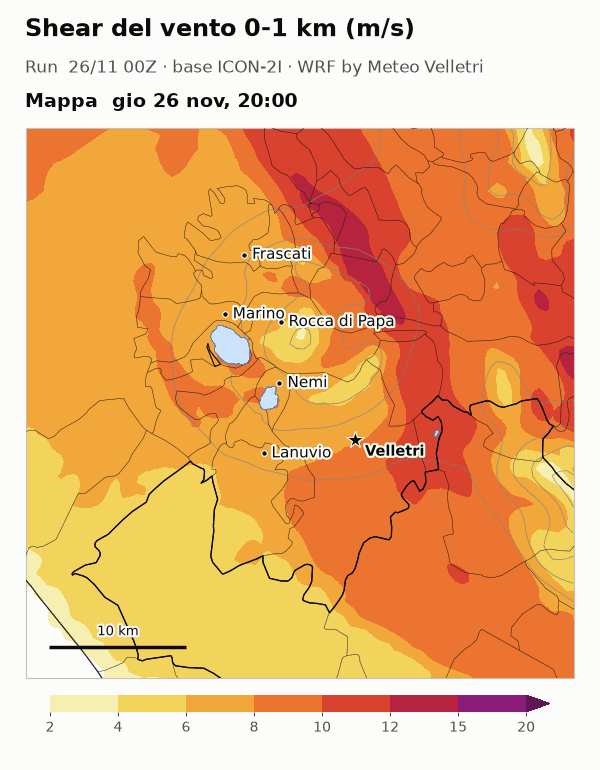 Shear del vento 0-1 km (m/s)
Run 26/11 00Z · base ICON-2I · WRF by Meteo Velletri
Mappa gio 26 nov, 20:00
Frascati
Marino
Rocca di Papa
Nemi
Velletri
Lanuvio
10 km
2 4 6 8 10 12 15 20